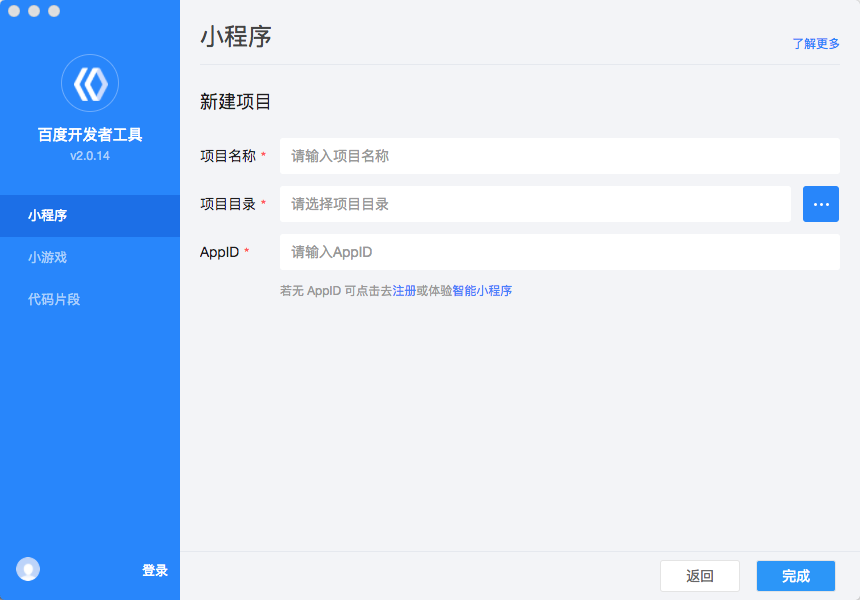 百度开发者工具
v2.0.14
小程序
小游戏
代码片段
登录
小程序
了解更多
新建项目
项目名称 *
请输入项目名称
项目目录 *
请选择项目目录
...
AppID *
请输入AppID
若无 AppID 可点击去注册或体验智能小程序
返回
完成